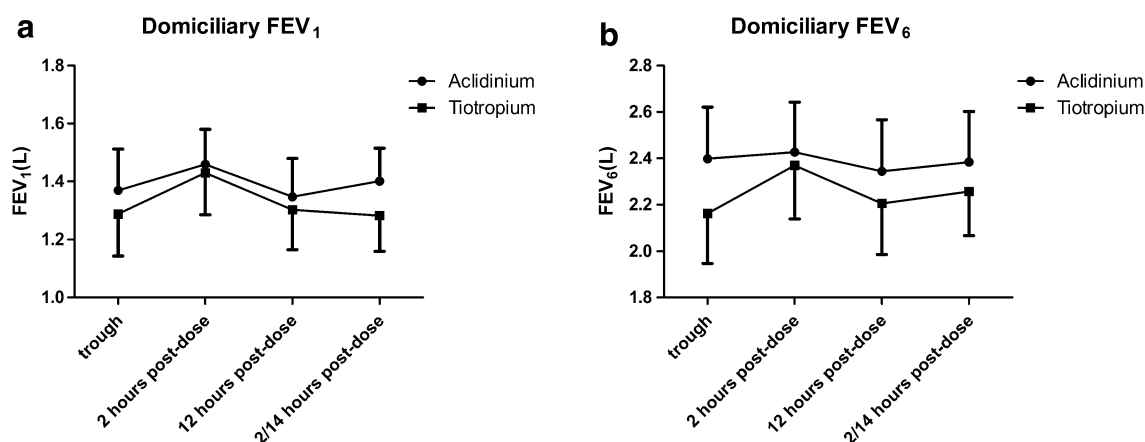 a
Domiciliary FEV1
1.8
1.6
1.4
1.2
1.0
FEV1(L)
Aclidinium
Tiotropium
trough
2 hours post-dose
12 hours post-dose
2/14 hours post-dose
b
Domiciliary FEV6
2.8
2.6
2.4
2.2
2.0
1.8
FEV6(L)
Aclidinium
Tiotropium
trough
2 hours post-dose
12 hours post-dose
2/14 hours post-dose